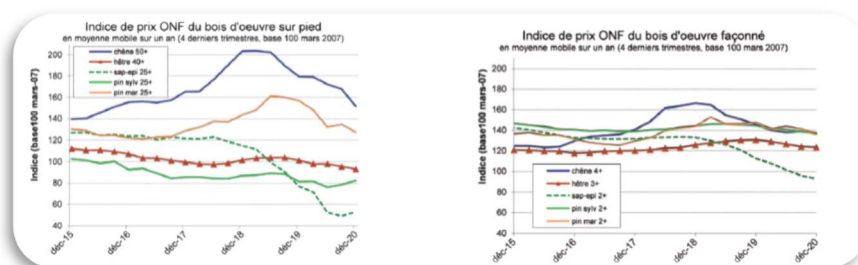 Indice de prix ONF du bois d'oeuvre sur pied
en moyenne mobile sur un an (4 derniers trimestres, base 100 mars 2007)
Indice (base100 mars-07)
200
180
160
140
120
100
80
60
40
chêne 50+
hêtre 40+
sap-epi 25+
pin sylv 25+
pin mar 25+
déc-15
déc-16
déc-17
déc-18
déc-19
déc-20
Indice de prix ONF du bois d'oeuvre façonné
en moyenne mobile sur un an (4 derniers trimestres, base 100 mars 2007)
Indice (base100 mars-07)
200
180
160
140
120
100
80
60
40
chêne 4+
hêtre 3+
sap-epi 2+
pin sylv 2+
pin mar 2+
déc-15
déc-16
déc-17
déc-18
déc-19
déc-20